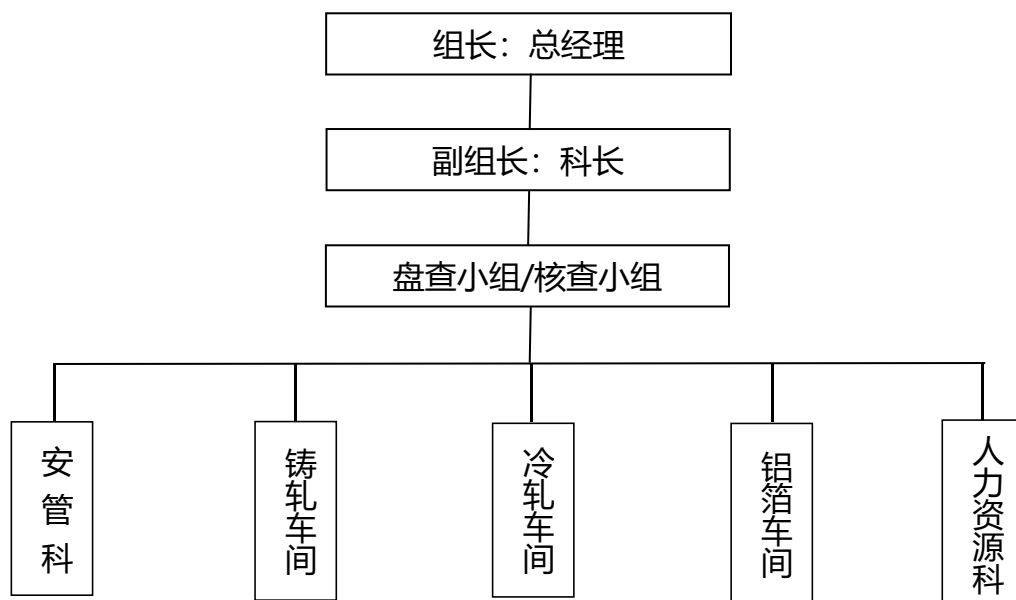 组长：总经理
副组长：科长
盘查小组/核查小组
安管科
铸轧车间
冷轧车间
铝箔车间
人力资源科